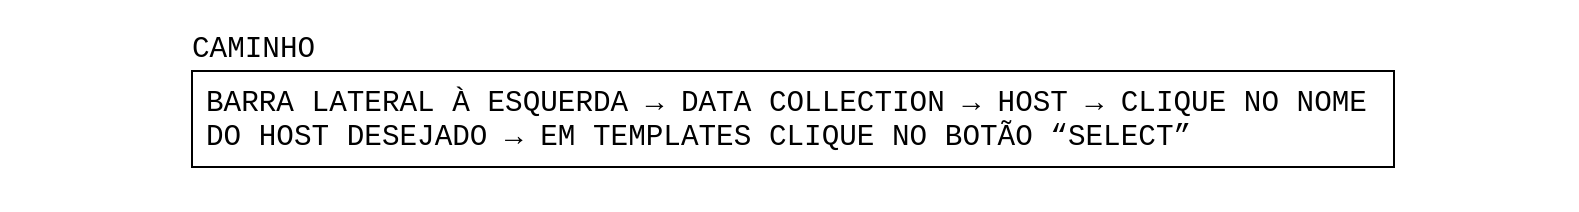 CAMINHO
BARRA LATERAL À ESQUERDA → DATA COLLECTION → HOST → CLIQUE NO NOME
DO HOST DESEJADO → EM TEMPLATES CLIQUE NO BOTÃO “SELECT”